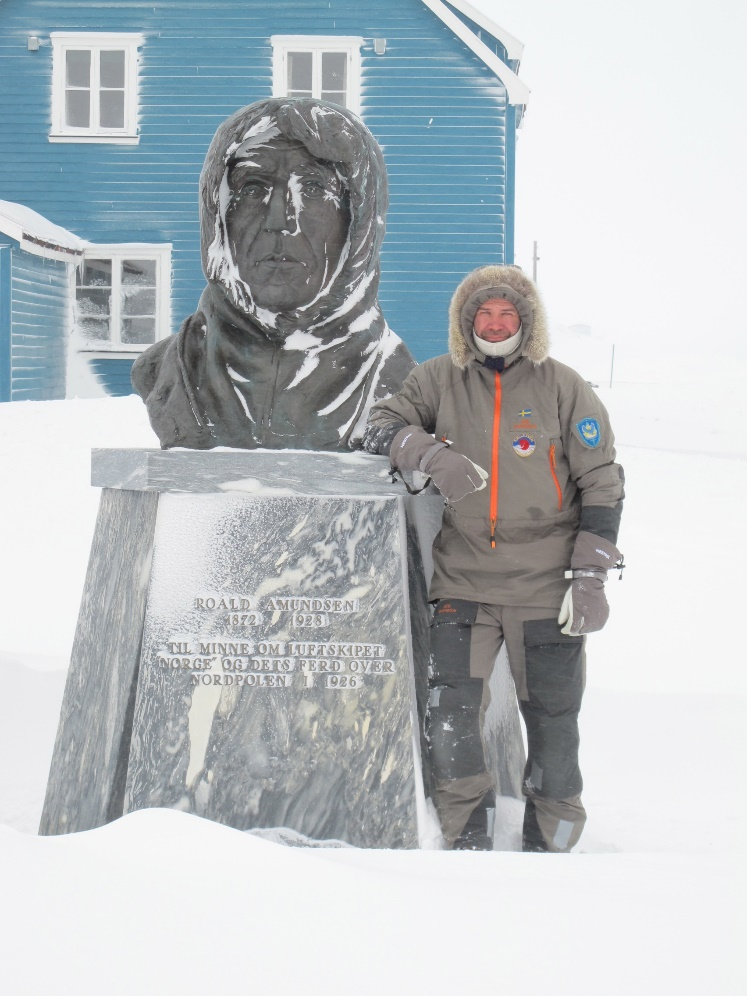 ROALD AMUNDSEN
1872 1928
TIL MINNE OM LUFTSKIPET
"NORGE" OG DETS FERD OVER
NORDPOLEN I 1926